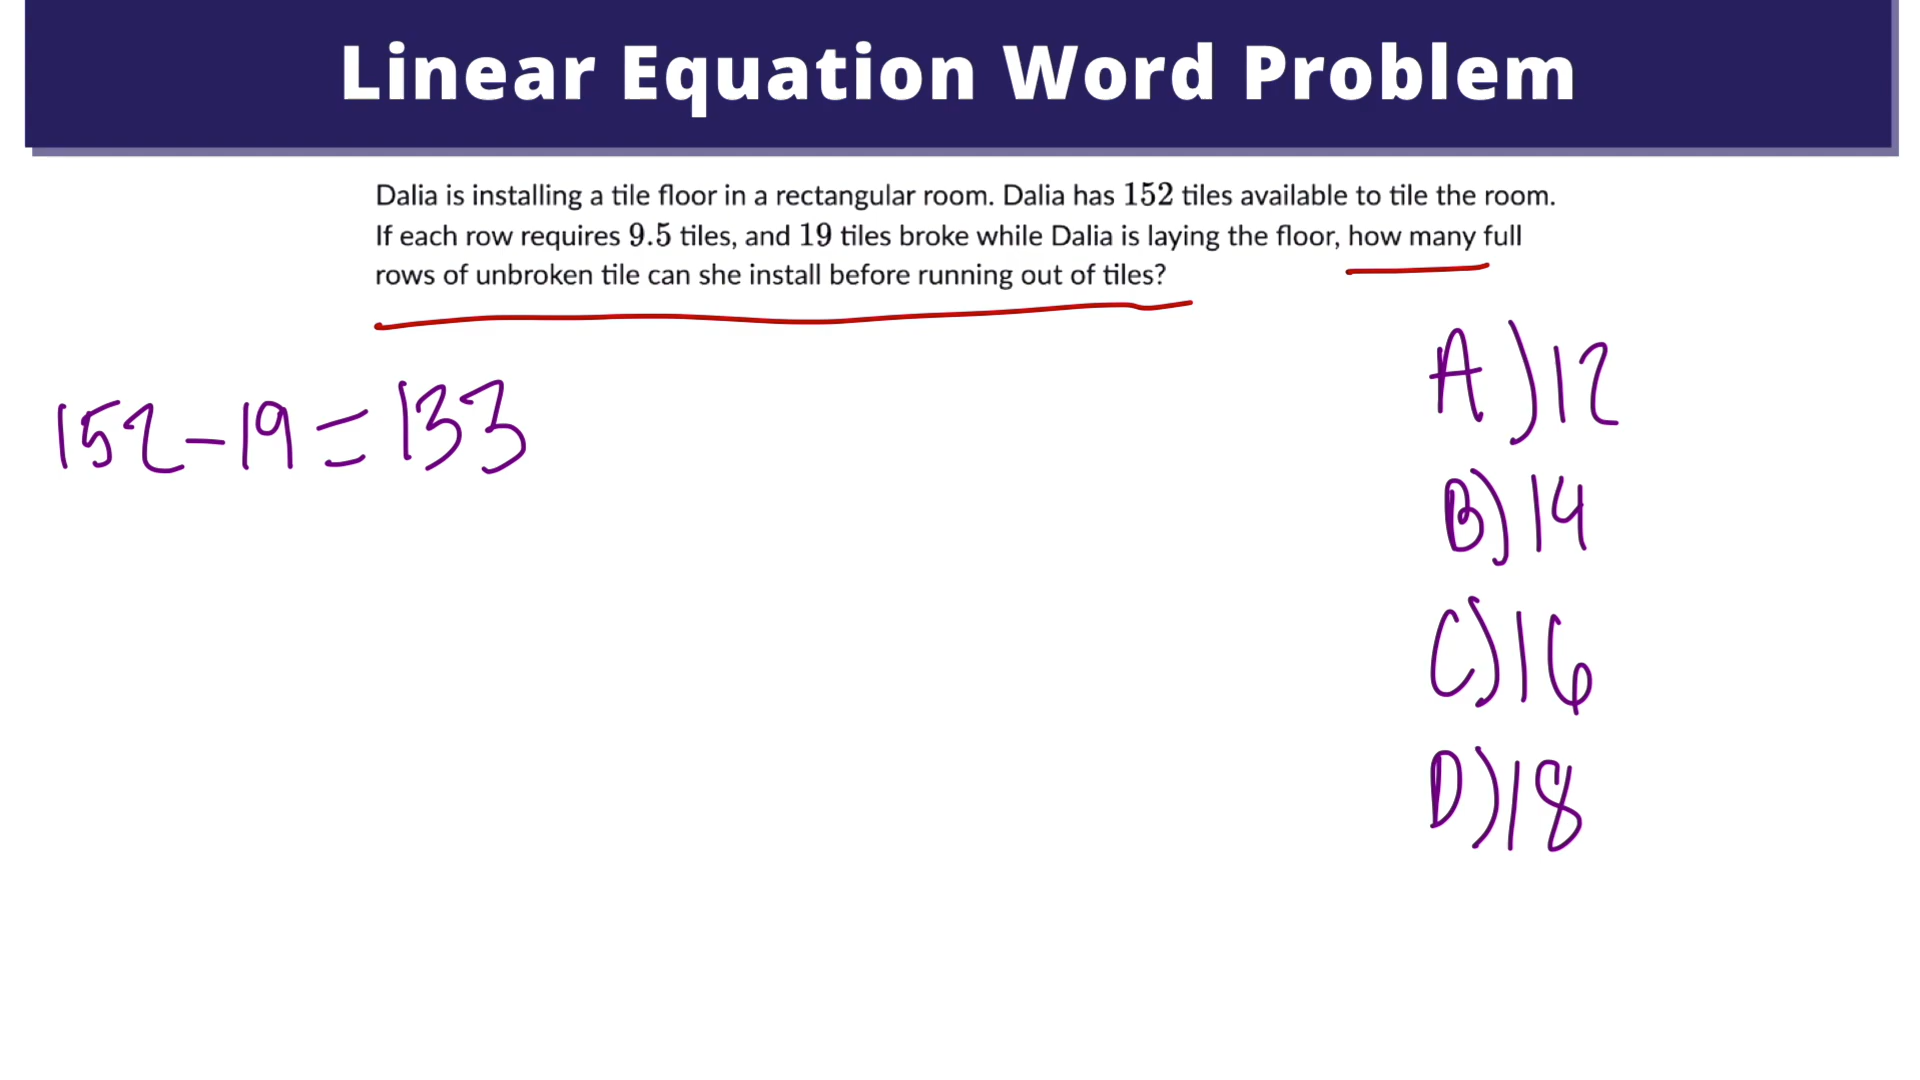 Linear Equation Word Problem
Dalia is installing a tile floor in a rectangular room. Dalia has 152 tiles available to tile the room.
If each row requires 9.5 tiles, and 19 tiles broke while Dalia is laying the floor, how many full
rows of unbroken tile can she install before running out of tiles?
152-19=133
A)12
B)14
C)16
D)18